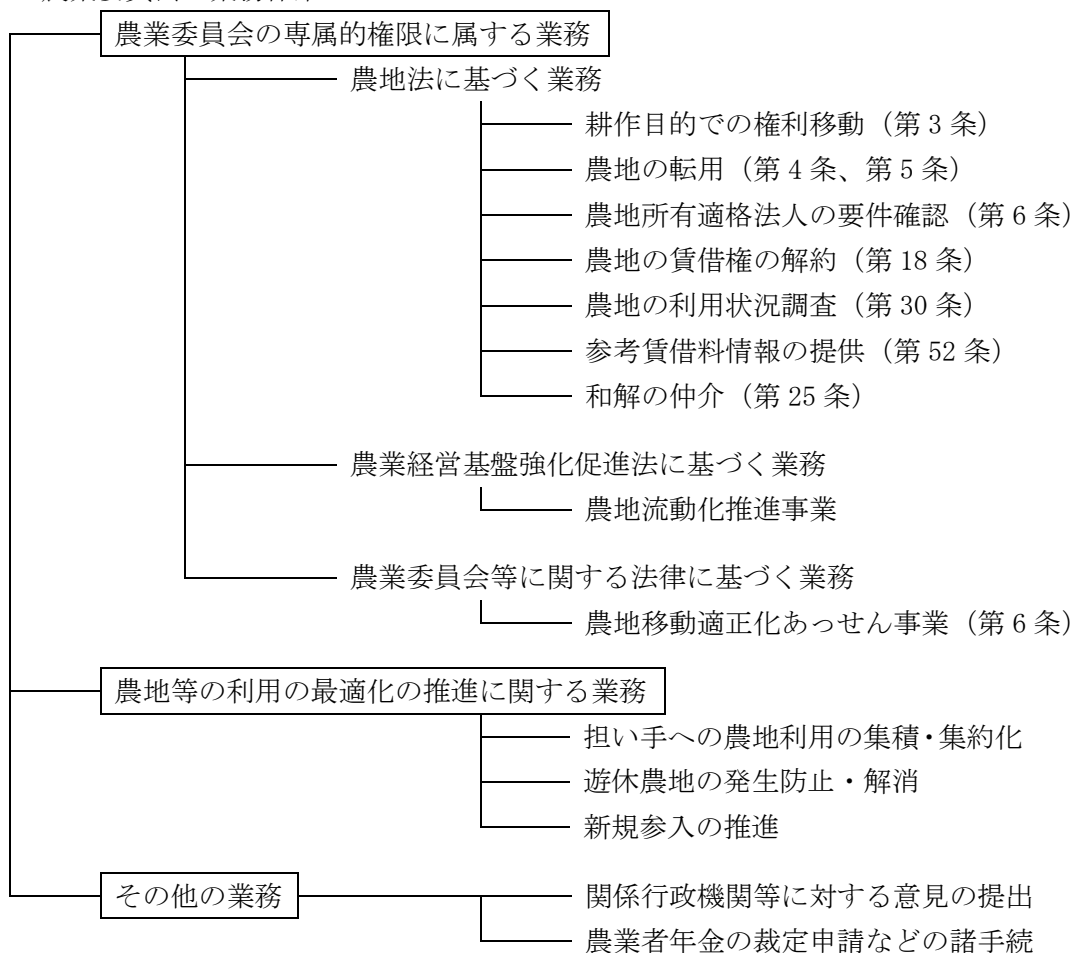 農業委員会の専属的権限に属する業務
農地法に基づく業務
耕作目的での権利移動（第3条）
農地の転用（第4条、第5条）
農地所有適格法人の要件確認（第6条）
農地の賃借権の解約（第18条）
農地の利用状況調査（第30条）
参考賃借料情報の提供（第52条）
和解の仲介（第25条）
農業経営基盤強化促進法に基づく業務
農地流動化推進事業
農業委員会等に関する法律に基づく業務
農地移動適正化あっせん事業（第6条）
農地等の利用の最適化の推進に関する業務
担い手への農地利用の集積・集約化
遊休農地の発生防止・解消
新規参入の推進
その他の業務
関係行政機関等に対する意見の提出
農業者年金の裁定申請などの諸手続